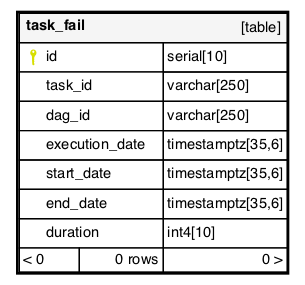 task_fail [table]
id serial[10]
task_id varchar[250]
dag_id varchar[250]
execution_date timestamptz[35,6]
start_date timestamptz[35,6]
end_date timestamptz[35,6]
duration int4[10]
< 0 0 rows 0 >